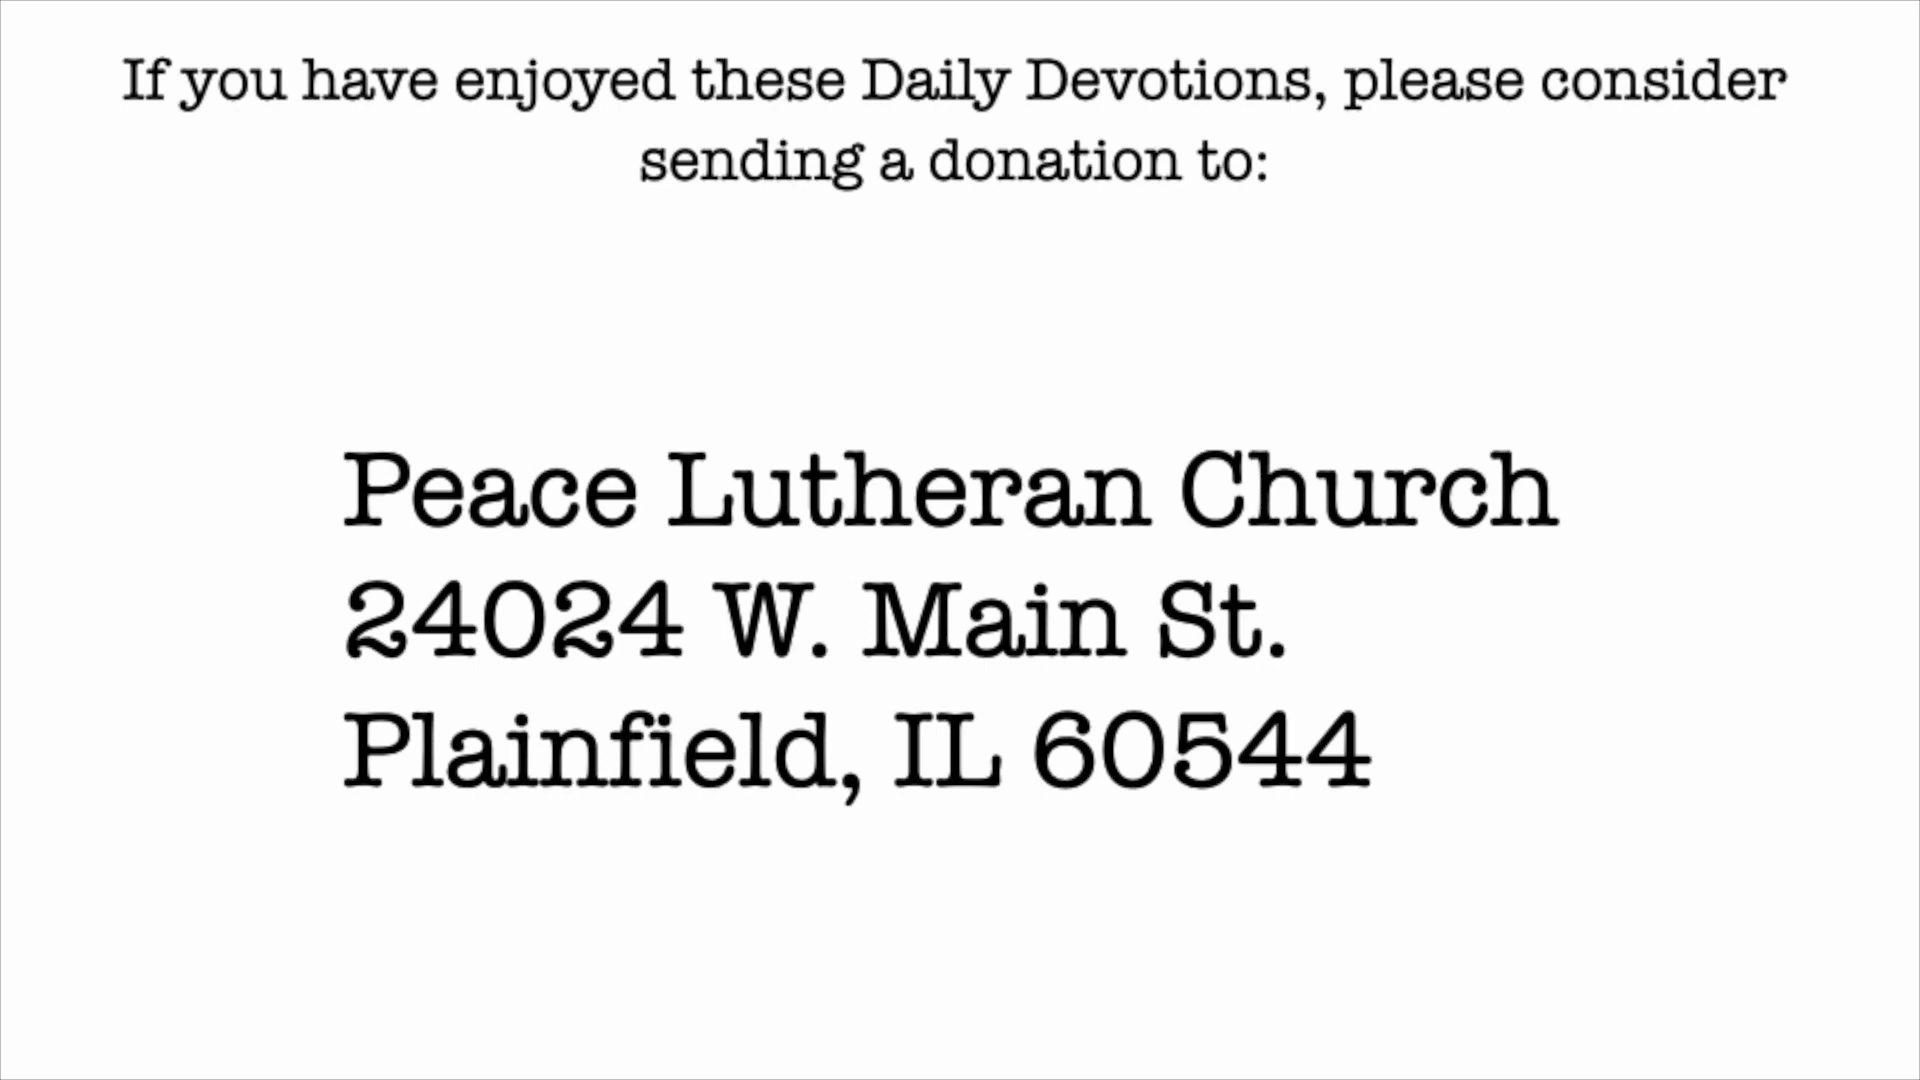 If you have enjoyed these Daily Devotions, please consider
sending a donation to:
Peace Lutheran Church
24024 W. Main St.
Plainfield, IL 60544